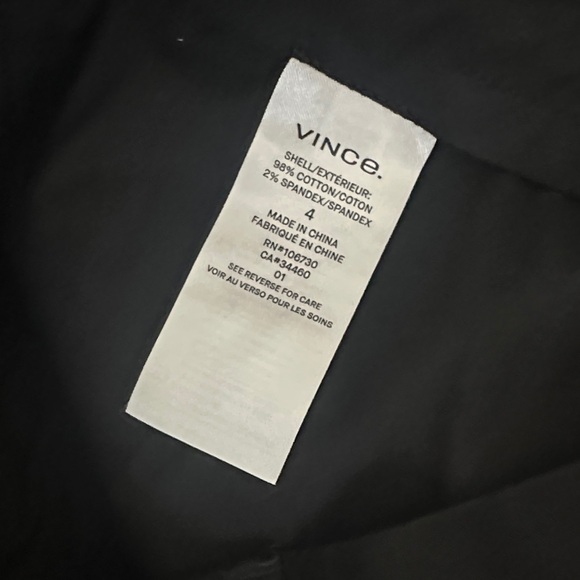 VINCe.
SHELL/EXTÉRIEUR:
98% COTTON/COTON
2% SPANDEX/SPANDEX
4
MADE IN CHINA
FABRIQUÉ EN CHINE
RN#106730
CA#34460
01
SEE REVERSE FOR CARE
VOIR AU VERSO POUR LES SOINS